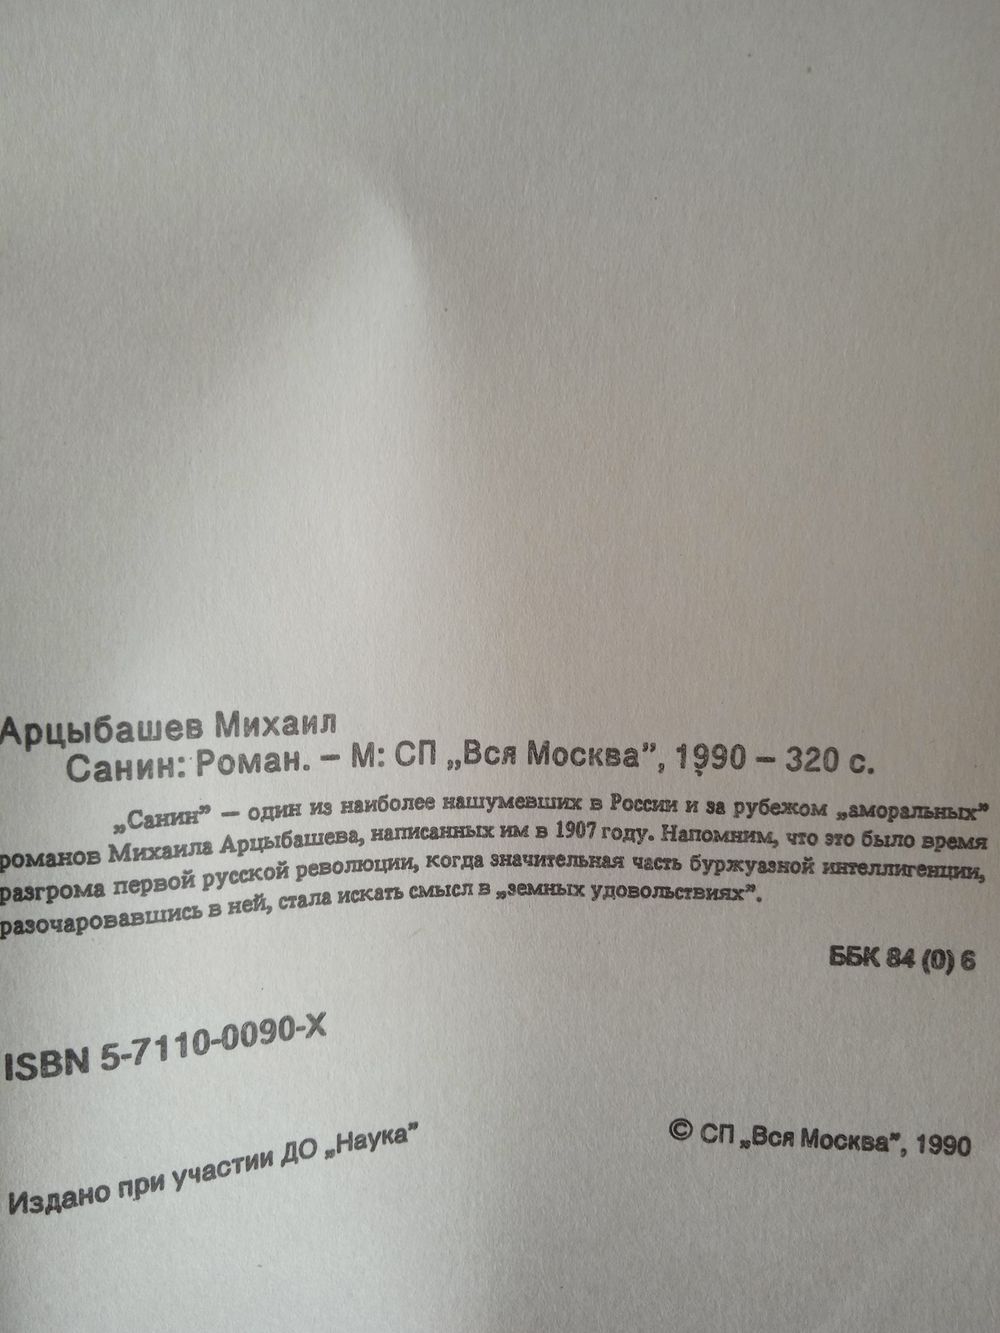 Арцыбашев Михаил
Санин: Роман. – М: СП „Вся Москва”, 1990 – 320 с.
„Санин” — один из наиболее нашумевших в России и за рубежом „аморальных”
романов Михаила Арцыбашева, написанных им в 1907 году. Напомним, что это было время
разгрома первой русской революции, когда значительная часть буржуазной интеллигенции,
разочаровавшись в ней, стала искать смысл в „земных удовольствиях”.
ББК 84 (0) 6
ISBN 5-7110-0090-X
Издано при участии ДО „Наука”
© СП „Вся Москва”, 1990